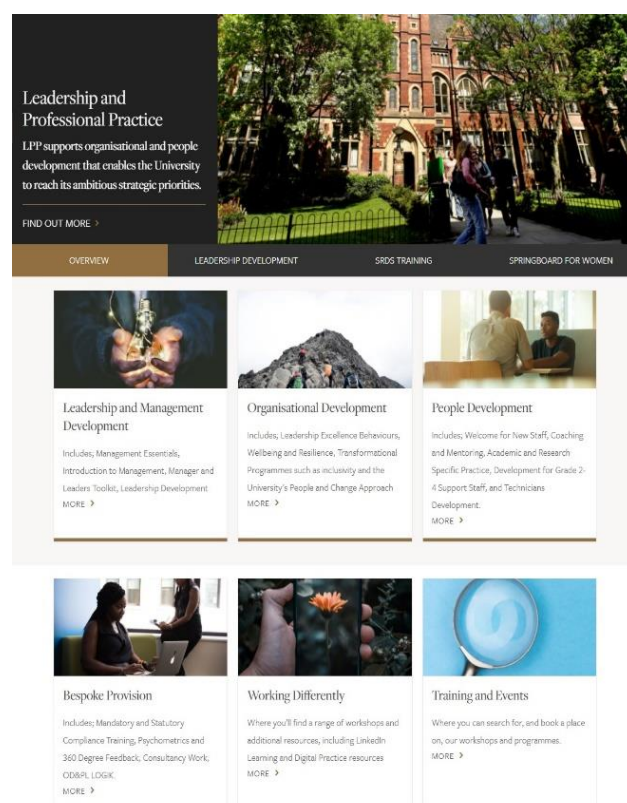 Leadership and
Professional Practice
LPP supports organisational and people
development that enables the University
to reach its ambitious strategic priorities.
FIND OUT MORE >
OVERVIEW
LEADERSHIP DEVELOPMENT
SRDS TRAINING
SPRINGBOARD FOR WOMEN
Leadership and Management
Development
Includes; Management Essentials,
Introduction to Management, Manager and
Leaders Toolkit, Leadership Development
MORE >
Organisational Development
Includes; Leadership Excellence Behaviours,
Wellbeing and Resilience, Transformational
Programmes such as inclusivity and the
University's People and Change Approach
MORE >
People Development
Includes; Welcome for New Staff, Coaching
and Mentoring, Academic and Research
Specific Practice, Development for Grade 2-
4 Support Staff, and Technicians
Development.
MORE >
Bespoke Provision
Includes; Mandatory and Statutory
Compliance Training, Psychometrics and
360 Degree Feedback, Consultancy Work,
OD&PL LOGIK.
MORE >
Working Differently
Where you'll find a range of workshops and
additional resources, including LinkedIn
Learning and Digital Practice resources
MORE >
Training and Events
Where you can search for, and book a place
on, our workshops and programmes.
MORE >